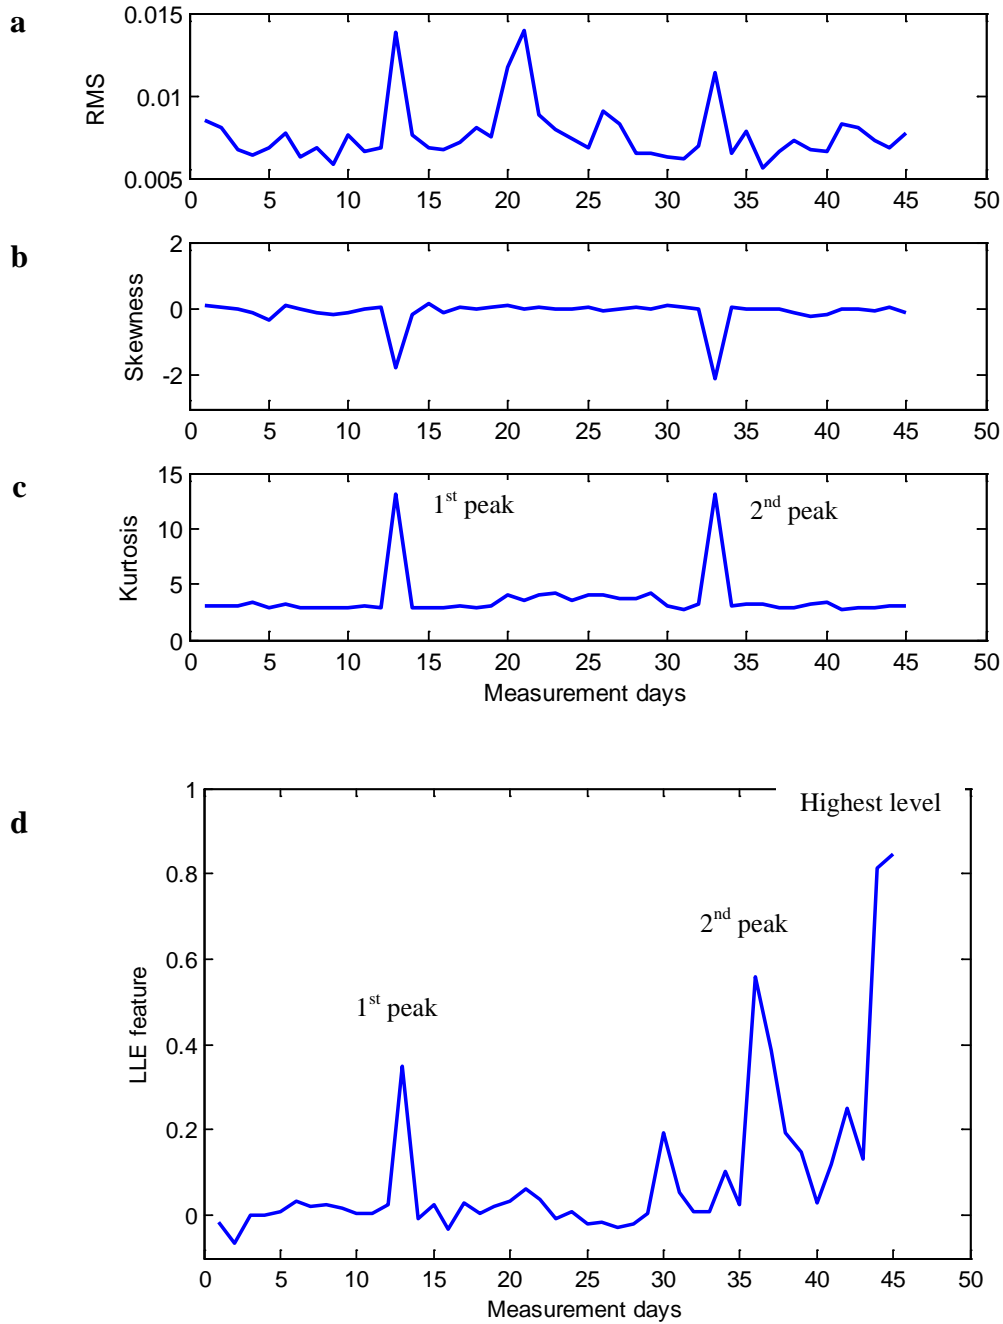 a
0.015
0.01
0.005
RMS
0 5 10 15 20 25 30 35 40 45 50
b
2
0
-2
Skewness
0 5 10 15 20 25 30 35 40 45 50
c
15
10
5
0
Kurtosis
1st peak
2nd peak
0 5 10 15 20 25 30 35 40 45 50
Measurement days
d
1
0.8
0.6
0.4
0.2
0
LLE feature
Highest level
2nd peak
1st peak
0 5 10 15 20 25 30 35 40 45 50
Measurement days